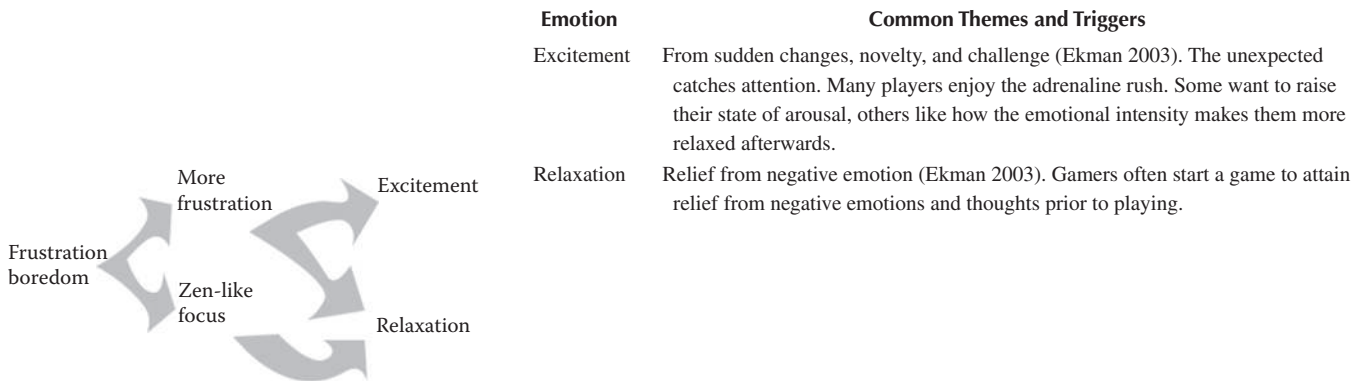 Emotion Common Themes and Triggers
Excitement From sudden changes, novelty, and challenge (Ekman 2003). The unexpected
catches attention. Many players enjoy the adrenaline rush. Some want to raise
their state of arousal, others like how the emotional intensity makes them more
relaxed afterwards.
Relaxation Relief from negative emotion (Ekman 2003). Gamers often start a game to attain
relief from negative emotions and thoughts prior to playing.
Frustration
boredom
More
frustration
Zen-like
focus
Excitement
Relaxation